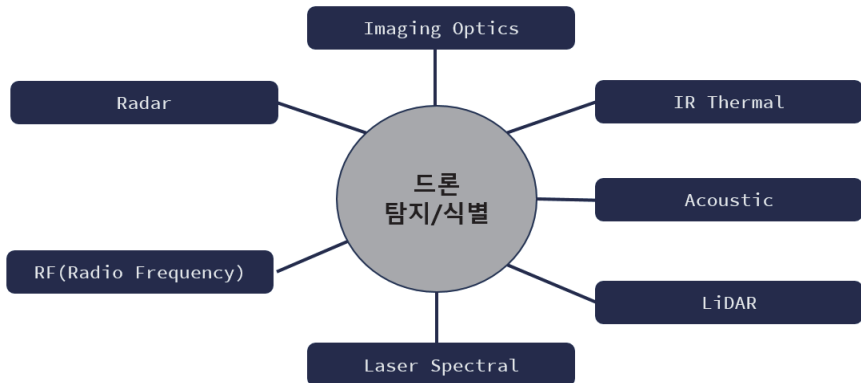 Imaging Optics
Radar
IR Thermal
드론
탐지/식별
Acoustic
RF(Radio Frequency)
LiDAR
Laser Spectral